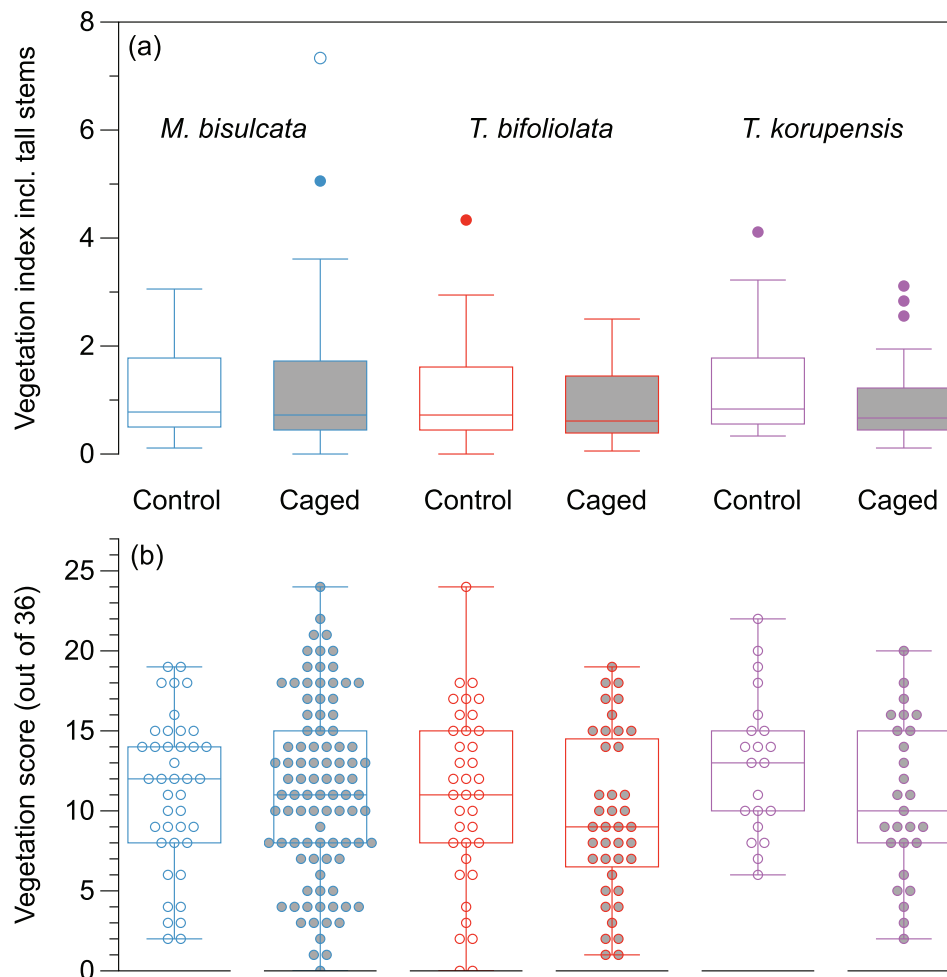 (a)
Vegetation index incl. tall stems
8
6
4
2
0
M. bisulcata T. bifoliolata T. korupensis
Control Caged Control Caged Control Caged
(b)
Vegetation score (out of 36)
25
20
15
10
5
0